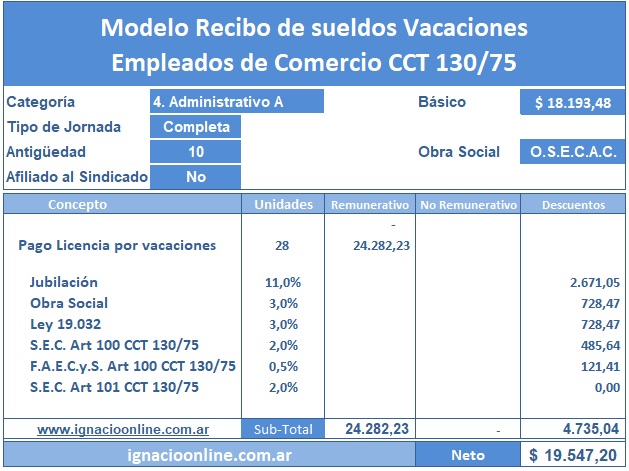 Modelo Recibo de sueldos Vacaciones
Empleados de Comercio CCT 130/75
Categoría 4. Administrativo A Básico $ 18.193,48
Tipo de Jornada Completa
Antigüedad 10 Obra Social O.S.E.C.A.C.
Afiliado al Sindicado No
Concepto Unidades Remunerativo No Remunerativo Descuentos
-
Pago Licencia por vacaciones 28 24.282,23
Jubilación 11,0% 2.671,05
Obra Social 3,0% 728,47
Ley 19.032 3,0% 728,47
S.E.C. Art 100 CCT 130/75 2,0% 485,64
F.A.E.C.y.S. Art 100 CCT 130/75 0,5% 121,41
S.E.C. Art 101 CCT 130/75 2,0% 0,00
www.ignacioonline.com.ar Sub-Total 24.282,23 - 4.735,04
ignacioonline.com.ar Neto $ 19.547,20